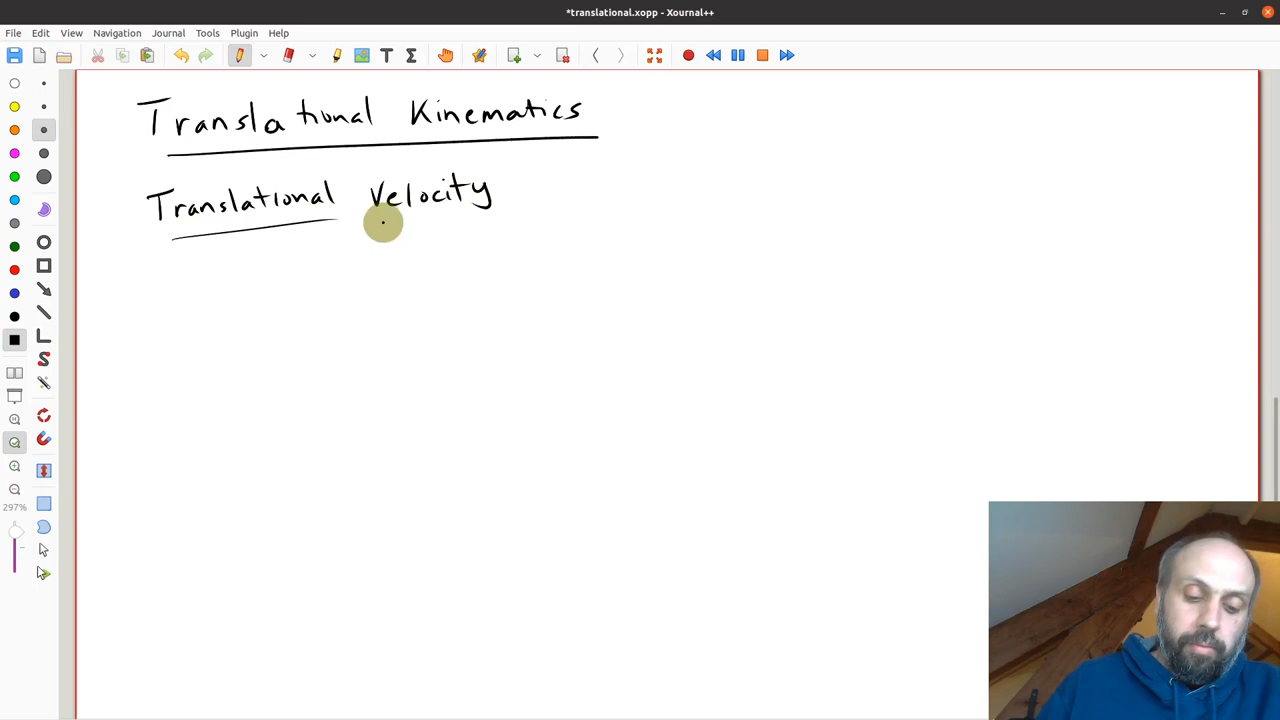 *translational.xopp - Xournal++
File Edit View Navigation Journal Tools Plugin Help
Translational Kinematics
Translational Velocity
297%